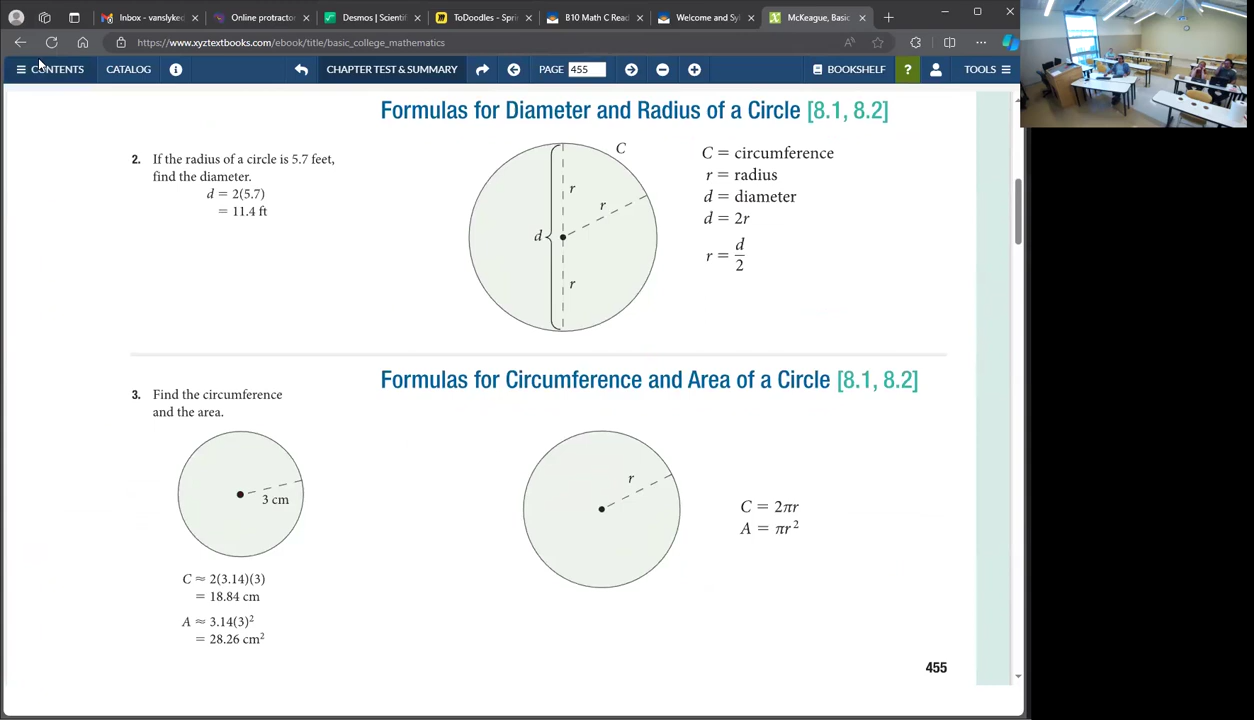 Inbox - vanslyked
Online protractor
Desmos | Scientif
ToDoodles - Spri
B10 Math C Read
Welcome and Syl
McKeague, Basic
https://www.xyztextbooks.com/ebook/title/basic_college_mathematics
CONTENTS
CATALOG
CHAPTER TEST & SUMMARY
PAGE 455
BOOKSHELF
?
TOOLS
Formulas for Diameter and Radius of a Circle [8.1, 8.2]
2. If the radius of a circle is 5.7 feet,
find the diameter.
d = 2(5.7)
= 11.4 ft
C
r
r
d
r
C = circumference
r = radius
d = diameter
d = 2r
r = d/2
Formulas for Circumference and Area of a Circle [8.1, 8.2]
3. Find the circumference
and the area.
3 cm
C ≈ 2(3.14)(3)
= 18.84 cm
A ≈ 3.14(3)²
= 28.26 cm²
r
C = 2πr
A = πr²
455